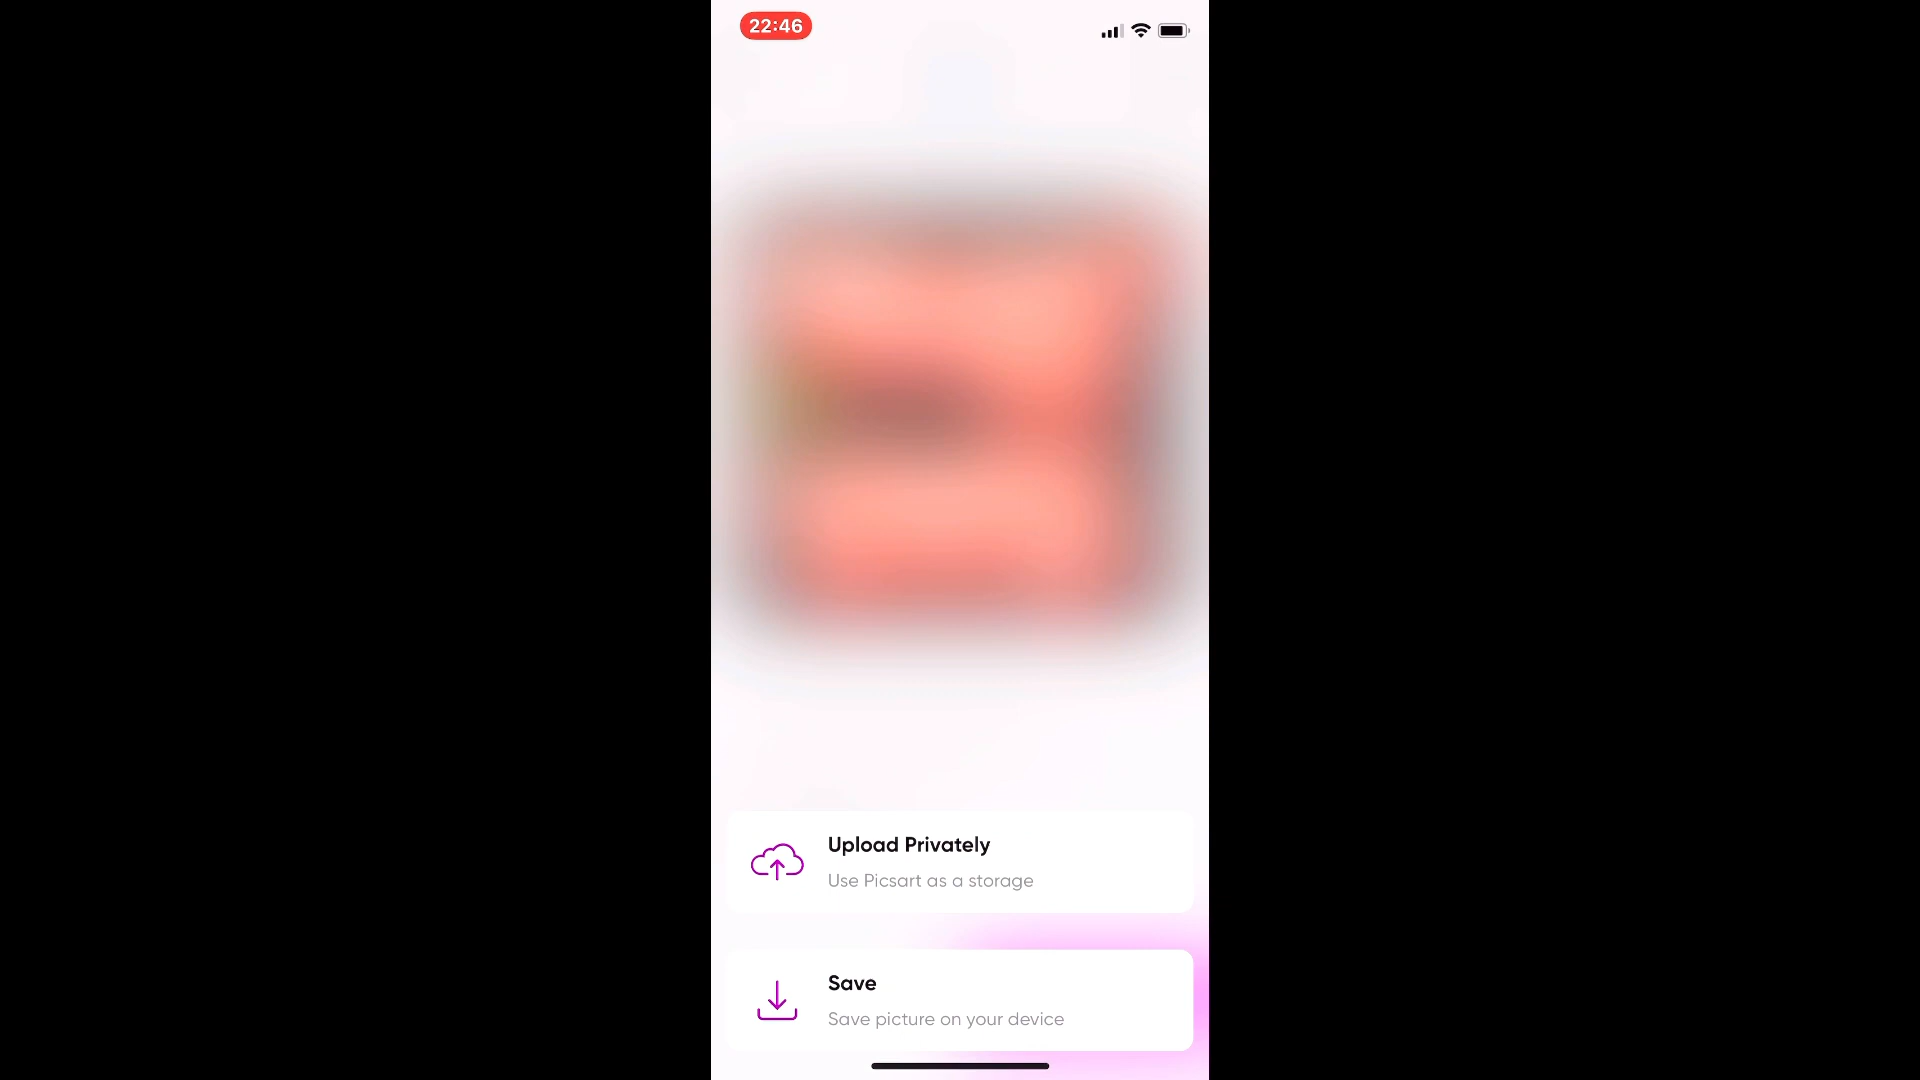 22:46
Upload Privately
Use Picsart as a storage
Save
Save picture on your device